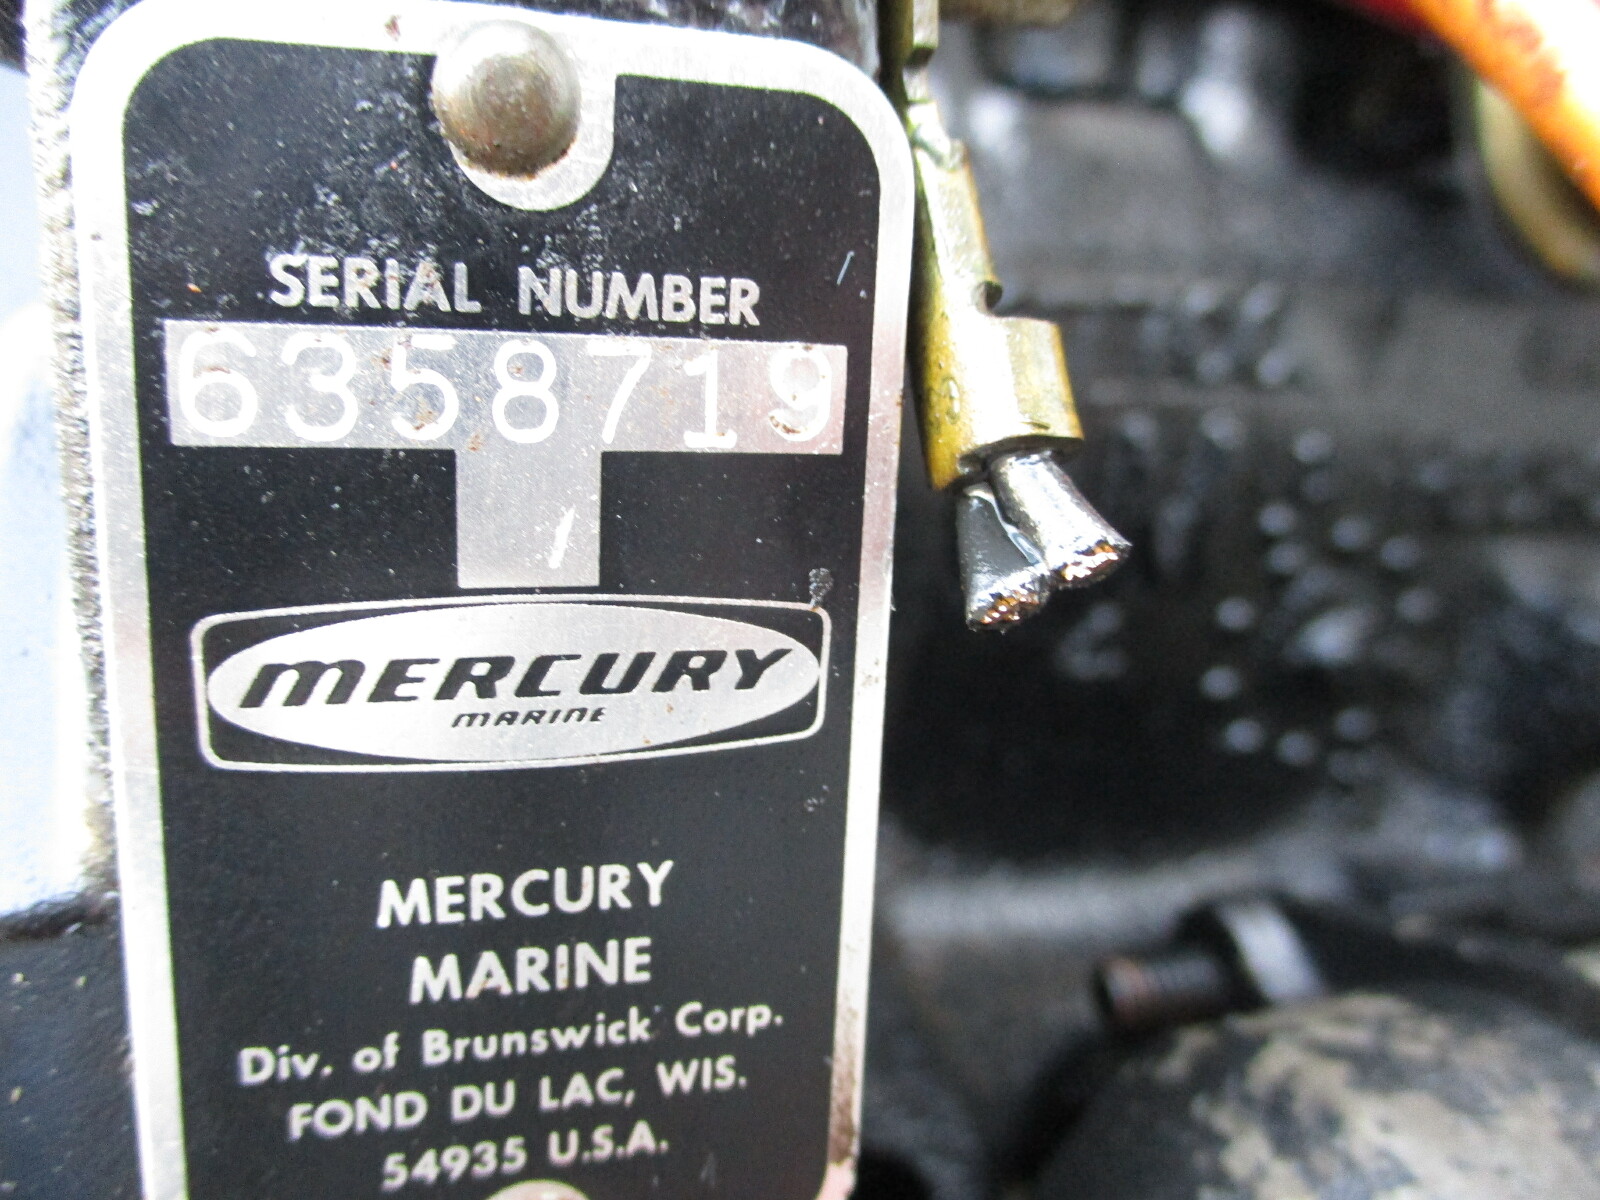 SERIAL NUMBER
6358719
MERCURY
MARINE
MERCURY
MARINE
Div. of Brunswick Corp.
FOND DU LAC, WIS.
54935 U.S.A.